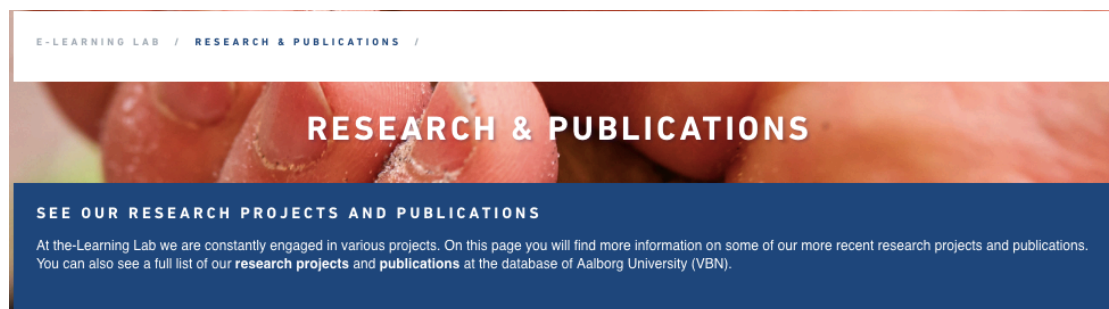 E-LEARNING LAB / RESEARCH & PUBLICATIONS /
RESEARCH & PUBLICATIONS
SEE OUR RESEARCH PROJECTS AND PUBLICATIONS
At the-Learning Lab we are constantly engaged in various projects. On this page you will find more information on some of our more recent research projects and publications.
You can also see a full list of our research projects and publications at the database of Aalborg University (VBN).